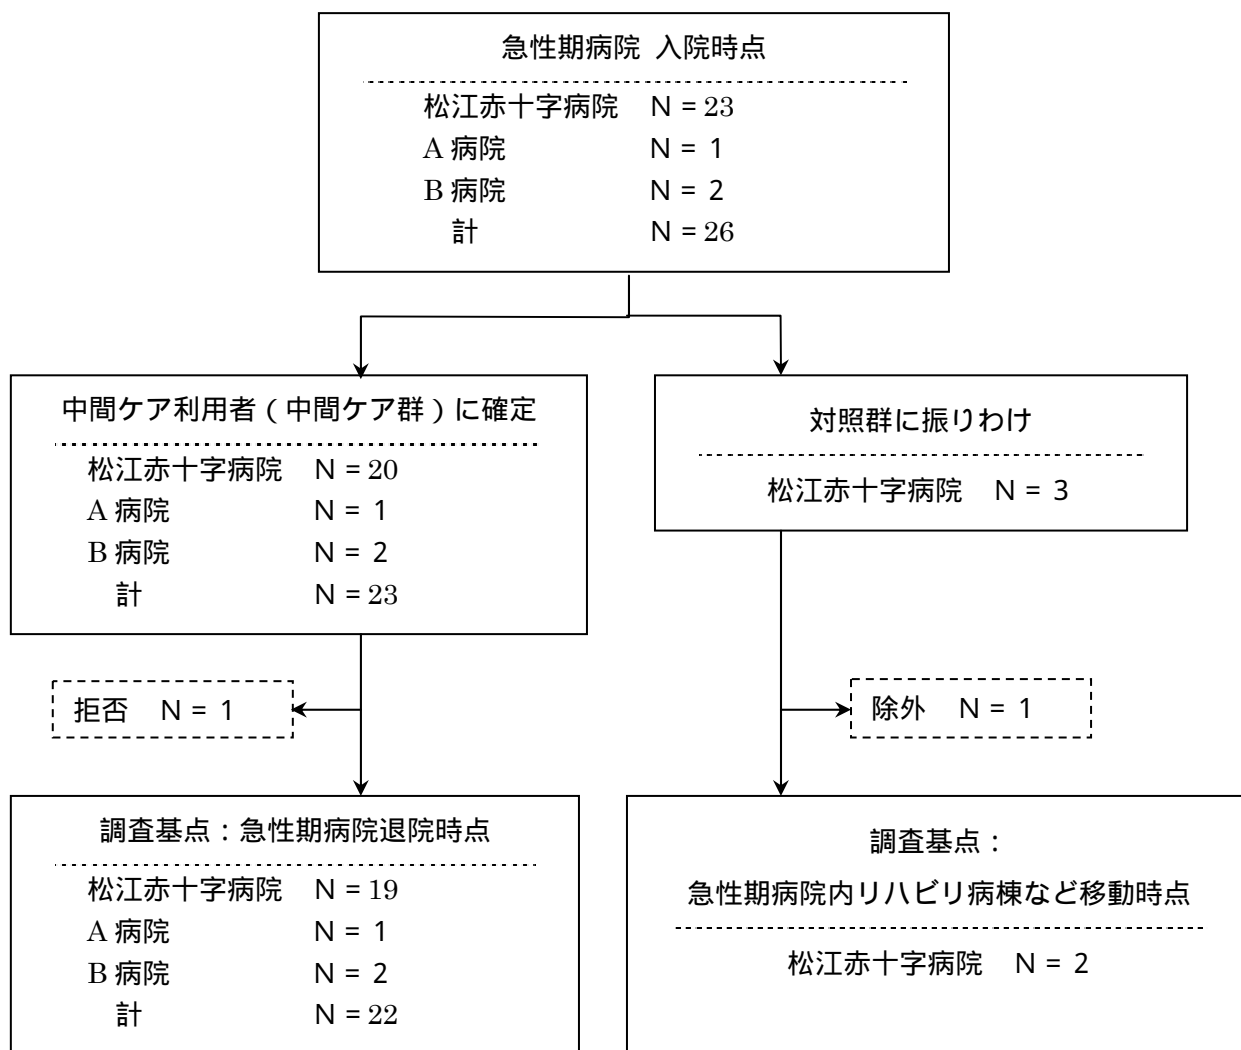 急性期病院 入院時点
松江赤十字病院 N = 23
A 病院 N = 1
B 病院 N = 2
計 N = 26
中間ケア利用者（中間ケア群）に確定
松江赤十字病院 N = 20
A 病院 N = 1
B 病院 N = 2
計 N = 23
対照群に振りわけ
松江赤十字病院 N = 3
拒否 N = 1
除外 N = 1
調査基点：急性期病院退院時点
松江赤十字病院 N = 19
A 病院 N = 1
B 病院 N = 2
計 N = 22
調査基点：
急性期病院内リハビリ病棟など移動時点
松江赤十字病院 N = 2